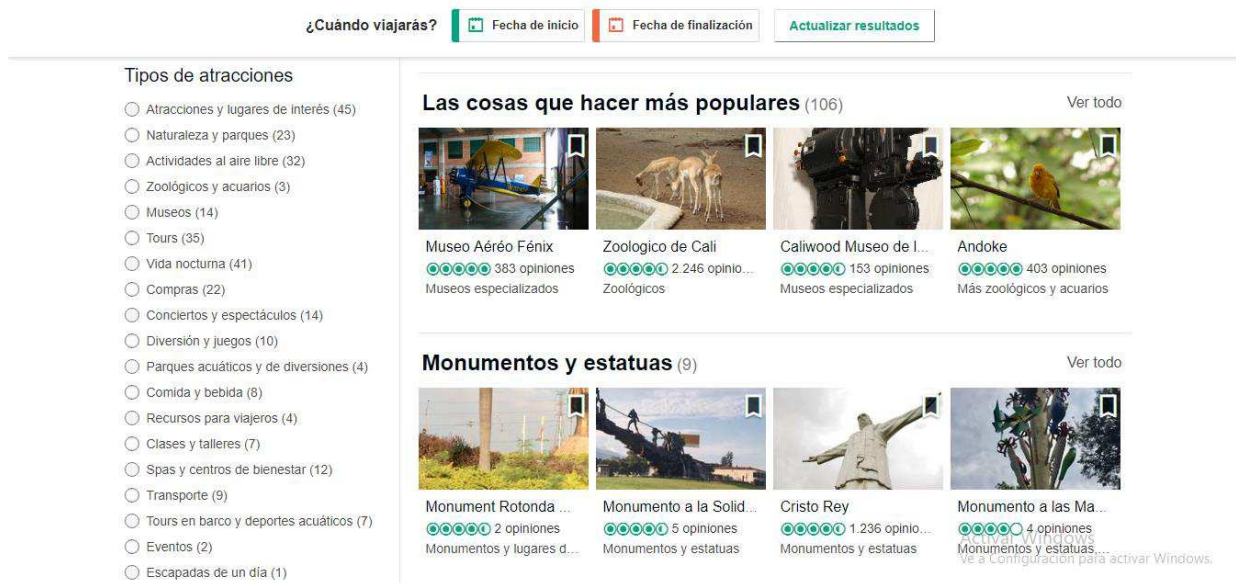 ¿Cuándo viajarás? Fecha de inicio Fecha de finalización Actualizar resultados
Tipos de atracciones
Atracciones y lugares de interés (45)
Naturaleza y parques (23)
Actividades al aire libre (32)
Zoológicos y acuarios (3)
Museos (14)
Tours (35)
Vida nocturna (41)
Compras (22)
Conciertos y espectáculos (14)
Diversión y juegos (10)
Parques acuáticos y de diversiones (4)
Comida y bebida (8)
Recursos para viajeros (4)
Clases y talleres (7)
Spas y centros de bienestar (12)
Transporte (9)
Tours en barco y deportes acuáticos (7)
Eventos (2)
Escapadas de un día (1)
Las cosas que hacer más populares (106) Ver todo
Museo Aéreo Fénix
383 opiniones
Museos especializados
Zoologico de Cali
2.246 opinio...
Zoológicos
Caliwood Museo de l...
153 opiniones
Museos especializados
Andoke
403 opiniones
Más zoológicos y acuarios
Monumentos y estatuas (9) Ver todo
Monument Rotonda ...
2 opiniones
Monumentos y lugares d...
Monumento a la Solid...
5 opiniones
Monumentos y estatuas
Cristo Rey
1.236 opinio...
Monumentos y estatuas
Monumento a las Ma...
4 opiniones
Monumentos y estatuas,...
Activar Windows
Ve a Configuración para activar Windows.